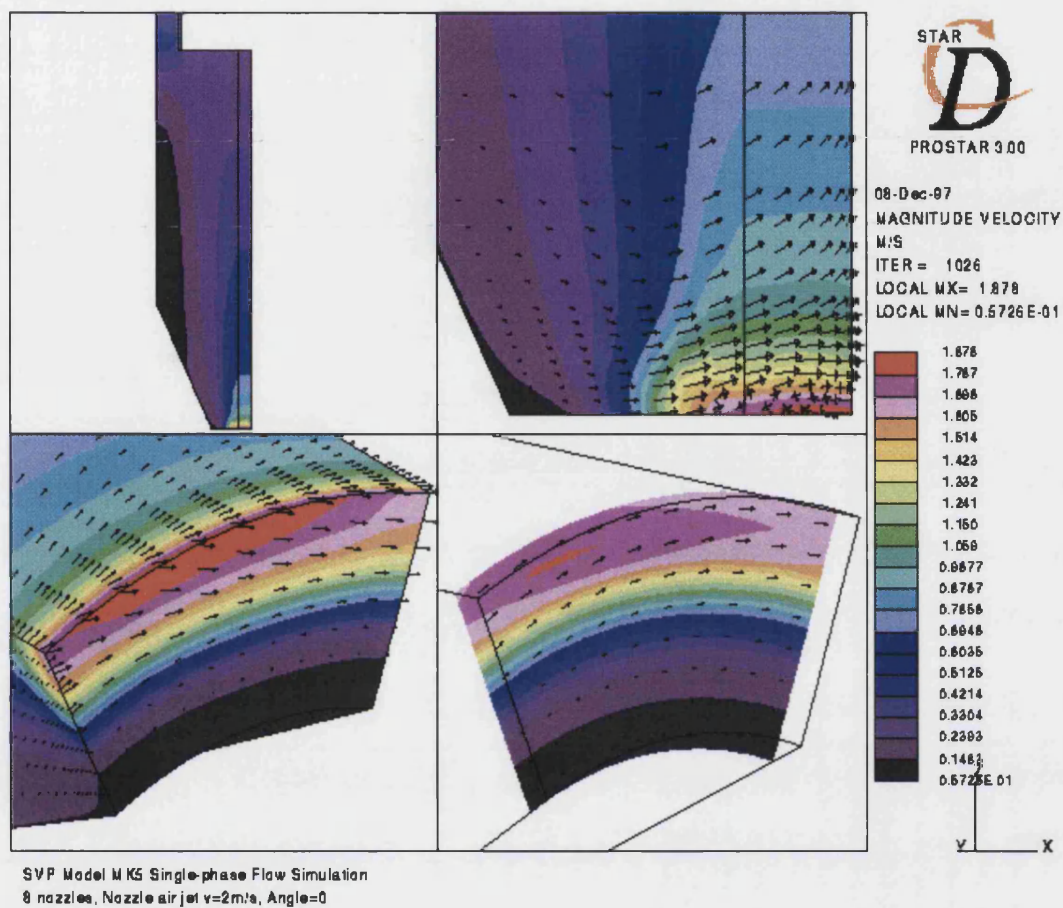 STAR
D
PROSTAR 3.00
08-Dec-97
MAGNITUDE VELOCITY
M/S
ITER = 1026
LOCAL MX= 1.878
LOCAL MN= 0.5726E-01
1.878
1.787
1.696
1.605
1.514
1.423
1.332
1.241
1.150
1.059
0.9677
0.8767
0.7856
0.6946
0.6035
0.5125
0.4214
0.3304
0.2393
0.1482
0.5726E-01
Y X
SVP Model MK5 Single-phase Flow Simulation
8 nozzles, Nozzle air jet v=2m/s, Angle=0